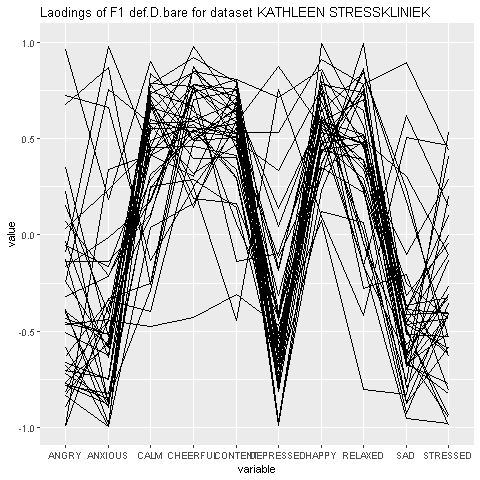 Laodings of F1 def.D.bare for dataset KATHLEEN STRESSKLINIEK
1.0
0.5
0.0
-0.5
-1.0
value
ANGRY ANXIOUS CALM CHEERFUL CONTENT DEPRESSED HAPPY RELAXED SAD STRESSED
variable